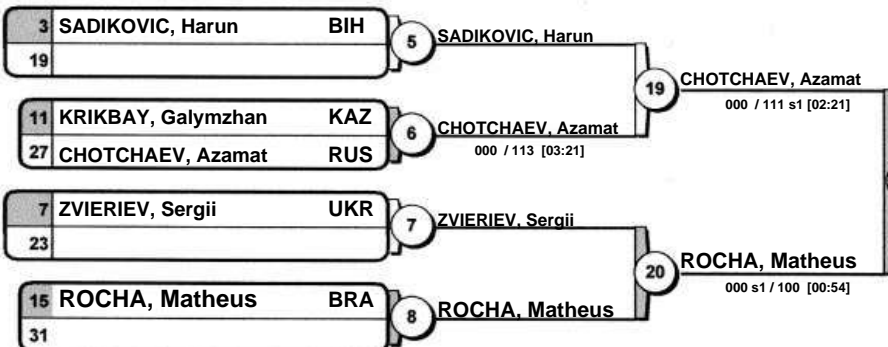 3 SADIKOVIC, Harun BIH
19
5
SADIKOVIC, Harun
11 KRIKBAY, Galymzhan KAZ
27 CHOTCHAEV, Azamat RUS
6
CHOTCHAEV, Azamat
000 / 113 [03:21]
19
CHOTCHAEV, Azamat
000 / 111 s1 [02:21]
7 ZVIERIEV, Sergii UKR
23
7
ZVIERIEV, Sergii
15 ROCHA, Matheus BRA
31
8
ROCHA, Matheus
20
ROCHA, Matheus
000 s1 / 100 [00:54]